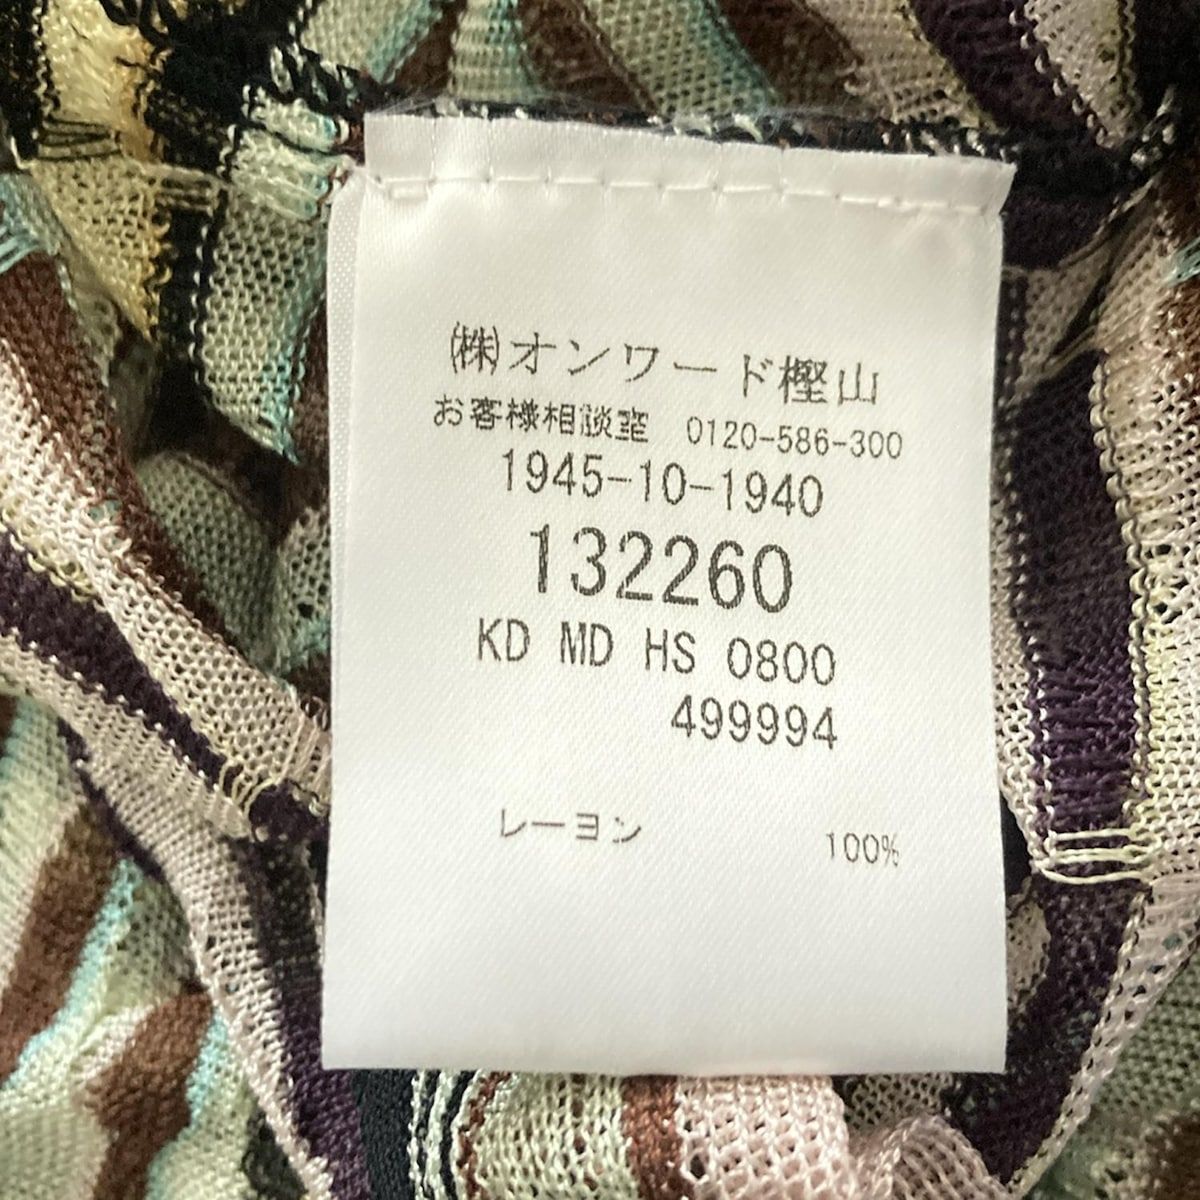 ㈱オンワード樫山
お客様相談室 0120-586-300
1945-10-1940
132260
KD MD HS 0800
499994
レーヨン 100%